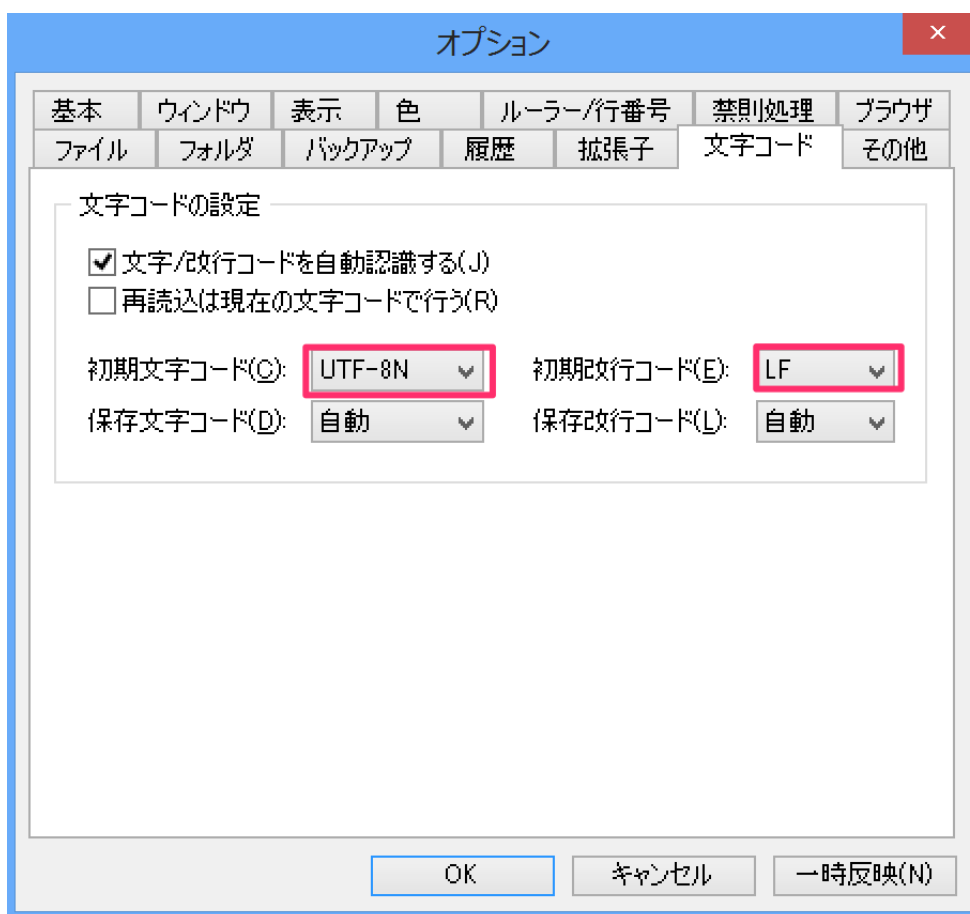 オプション
基本 ウィンドウ 表示 色 ルーラー/行番号 禁則処理 ブラウザ
ファイル フォルダ バックアップ 履歴 拡張子 文字コード その他
文字コードの設定
文字/改行コードを自動認識する(J)
再読込は現在の文字コードで行う(R)
初期文字コード(C): UTF-8N 初期改行コード(E): LF
保存文字コード(D): 自動 保存改行コード(L): 自動
OK キャンセル 一時反映(N)